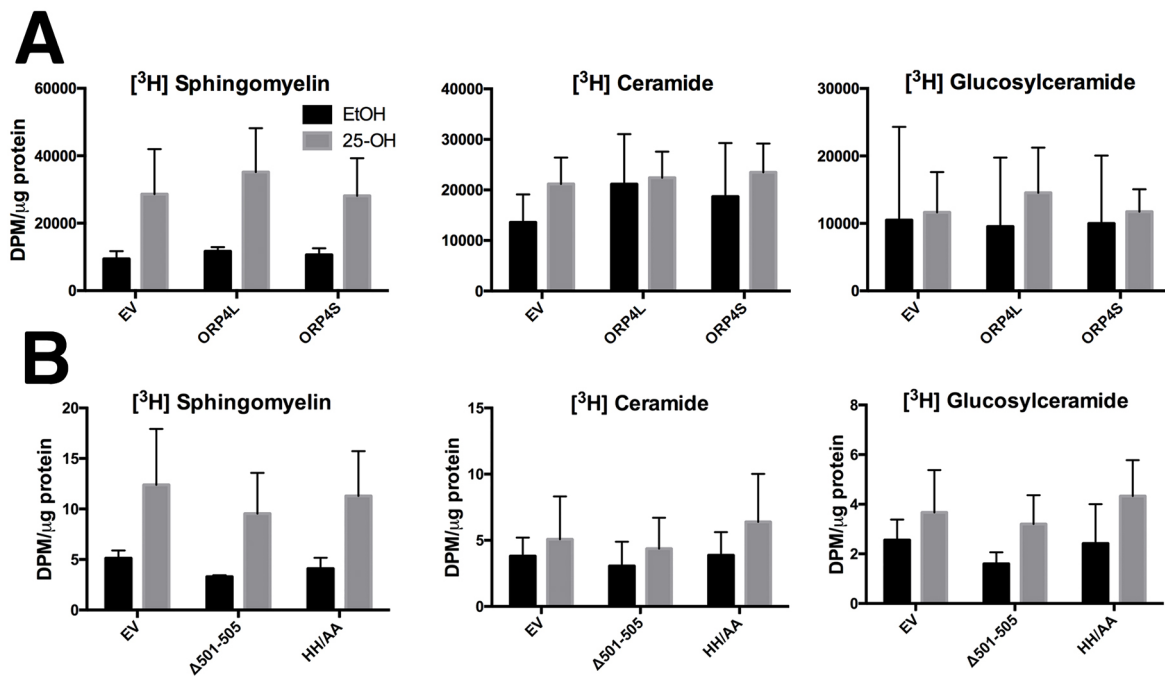 A
[³H] Sphingomyelin
DPM/µg protein
60000
40000
20000
0
EtOH
25-OH
EV
ORP4L
ORP4S
[³H] Ceramide
40000
30000
20000
10000
0
EV
ORP4L
ORP4S
[³H] Glucosylceramide
30000
20000
10000
0
EV
ORP4L
ORP4S
B
[³H] Sphingomyelin
DPM/µg protein
20
15
10
5
0
EV
Δ501-505
HH/AA
[³H] Ceramide
DPM/µg protein
15
10
5
0
EV
Δ501-505
HH/AA
[³H] Glucosylceramide
DPM/µg protein
8
6
4
2
0
EV
Δ501-505
HH/AA